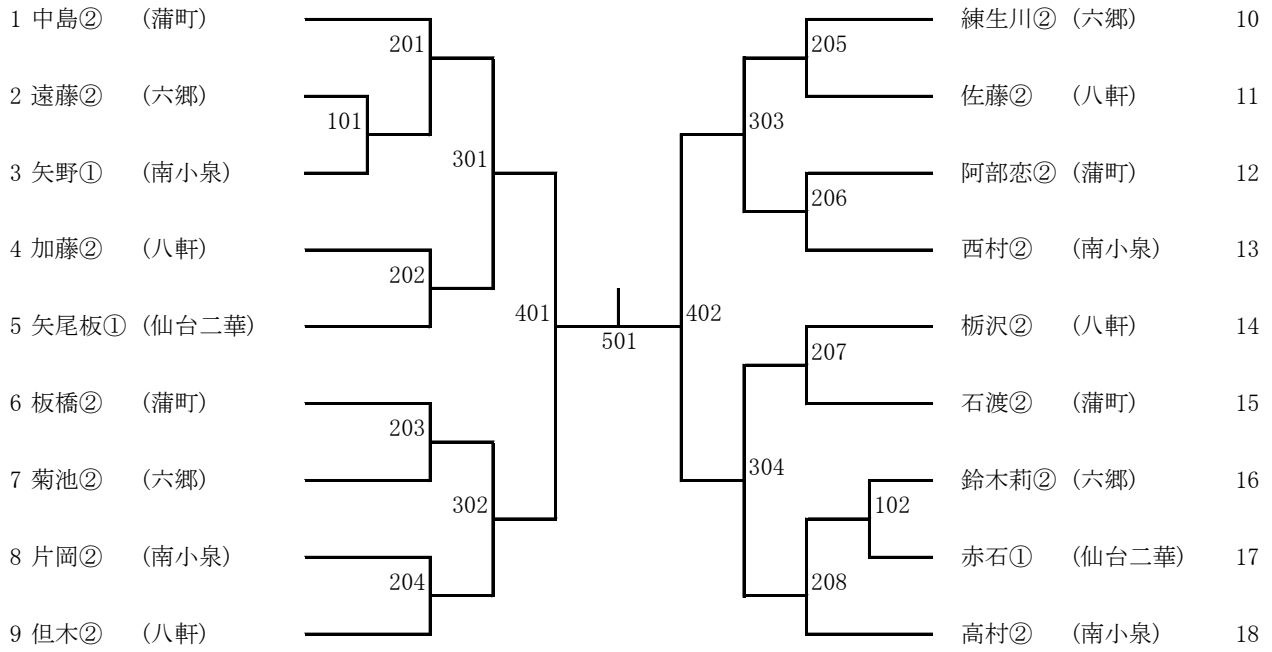 1 中島② (蒲町)
201
2 遠藤② (六郷)
101
3 矢野① (南小泉)
301
4 加藤② (八軒)
202
5 矢尾板① (仙台二華)
401
6 板橋② (蒲町)
203
7 菊池② (六郷)
302
8 片岡② (南小泉)
204
9 但木② (八軒)
501
練生川② (六郷) 10
205
佐藤② (八軒) 11
303
阿部恋② (蒲町) 12
206
西村② (南小泉) 13
402
栃沢② (八軒) 14
207
石渡② (蒲町) 15
304
鈴木莉② (六郷) 16
102
赤石① (仙台二華) 17
208
高村② (南小泉) 18